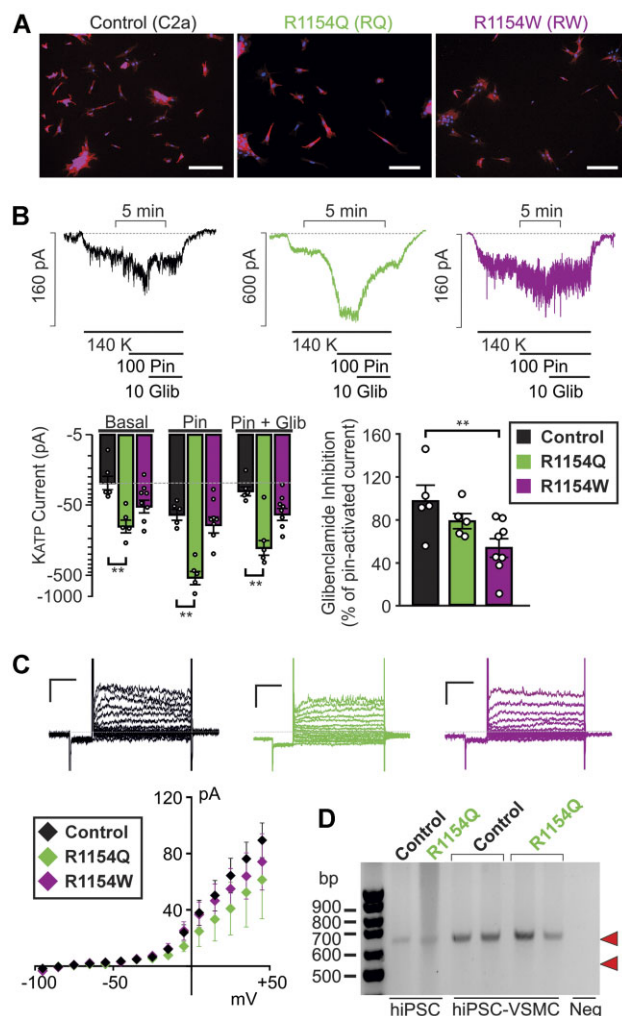 A Control (C2a) R1154Q (RQ) R1154W (RW)
B
5 min 5 min 5 min
160 pA 600 pA 160 pA
140 K 140 K 140 K
100 Pin 100 Pin 100 Pin
10 Glib 10 Glib 10 Glib
Basal Pin Pin + Glib
KATP Current (pA)
-5
-50
-500
-1000
** ** **
Glibenclamide Inhibition
(% of pin-activated current)
160
120
80
40
0
**
Control
R1154Q
R1154W
C
Control
R1154Q
R1154W
pA
120
80
40
-100 -50 +50
mV
D
Control R1154Q Control R1154Q
bp
900
800
700
600
500
hiPSC hiPSC-VSMC Neg